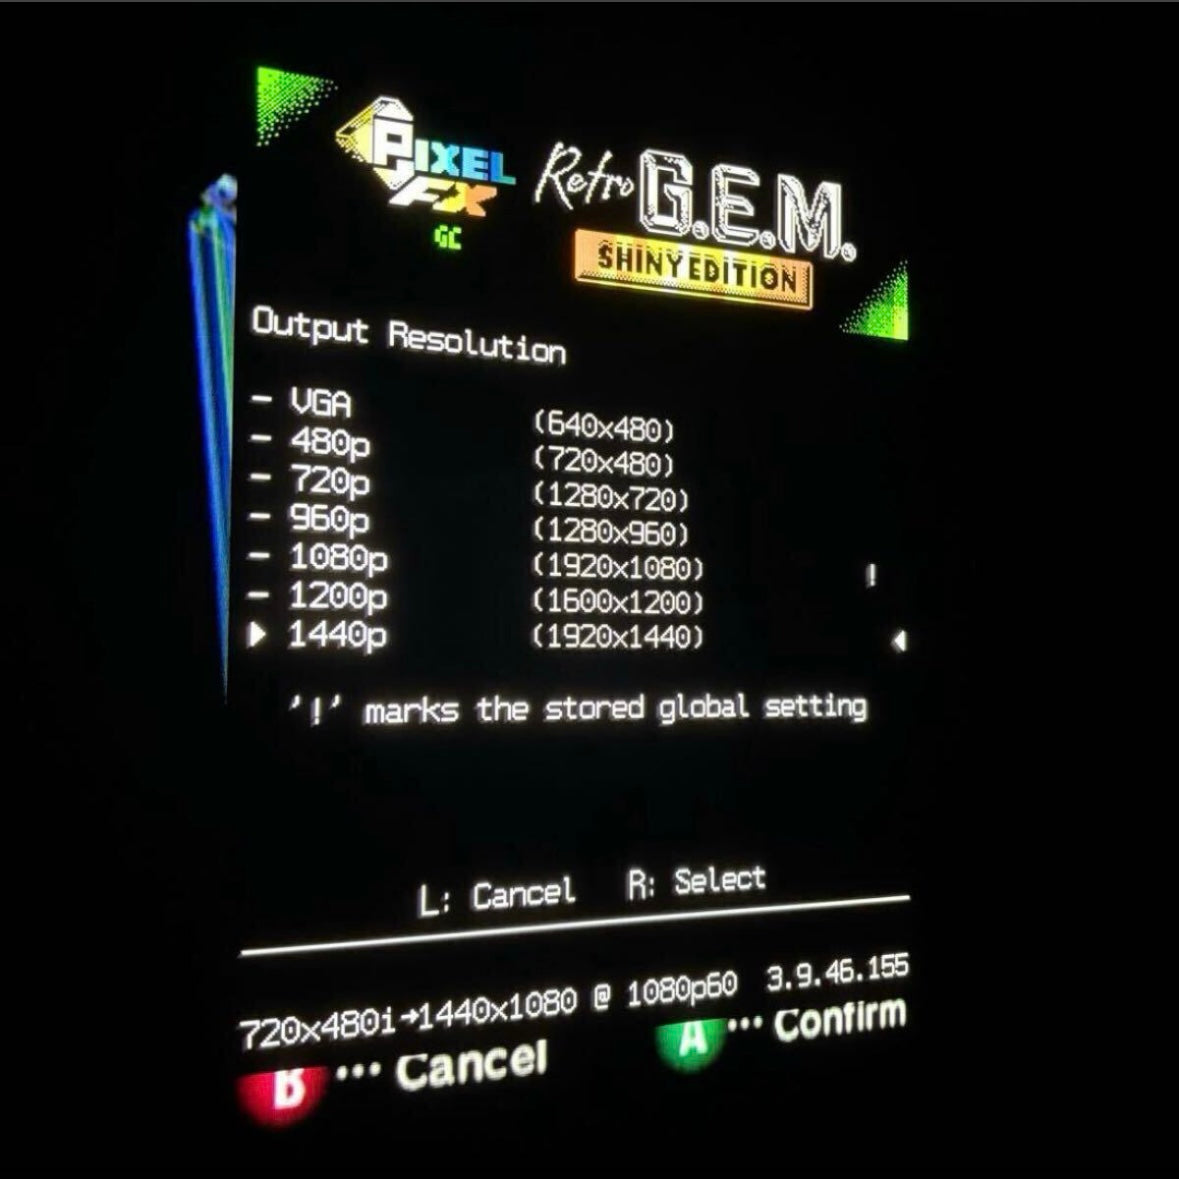 PIXEL FX Retro G.E.M.
GC
SHINY EDITION
Output Resolution
- VGA (640x480)
- 480p (720x480)
- 720p (1280x720)
- 960p (1280x960)
- 1080p (1920x1080) !
- 1200p (1600x1200)
▶ 1440p (1920x1440) ◀
'!' marks the stored global setting
L: Cancel R: Select
720x480i→1440x1080 @ 1080p60 3.9.46.155
B ··· Cancel A ··· Confirm